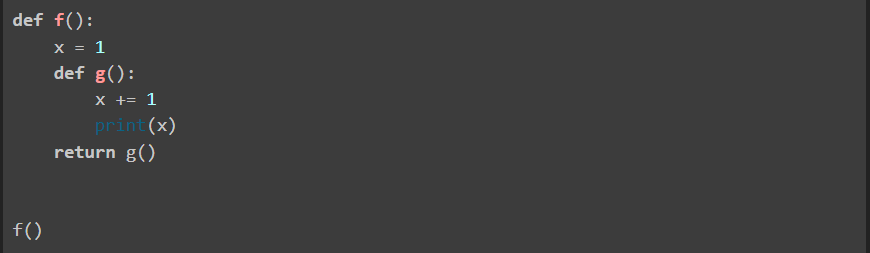 def f():
    x = 1
    def g():
        x += 1
        print(x)
    return g()
f()